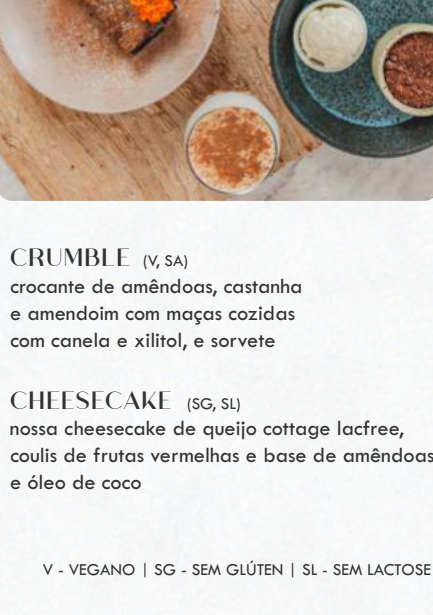 CRUMBLE (V, SA)
crocante de amêndoas, castanha
e amendoim com maças cozidas
com canela e xilitol, e sorvete
CHEESECAKE (SG, SL)
nossa cheesecake de queijo cottage lacfree,
coulis de frutas vermelhas e base de amêndoas
e óleo de coco
V - VEGANO | SG - SEM GLÚTEN | SL - SEM LACTOSE